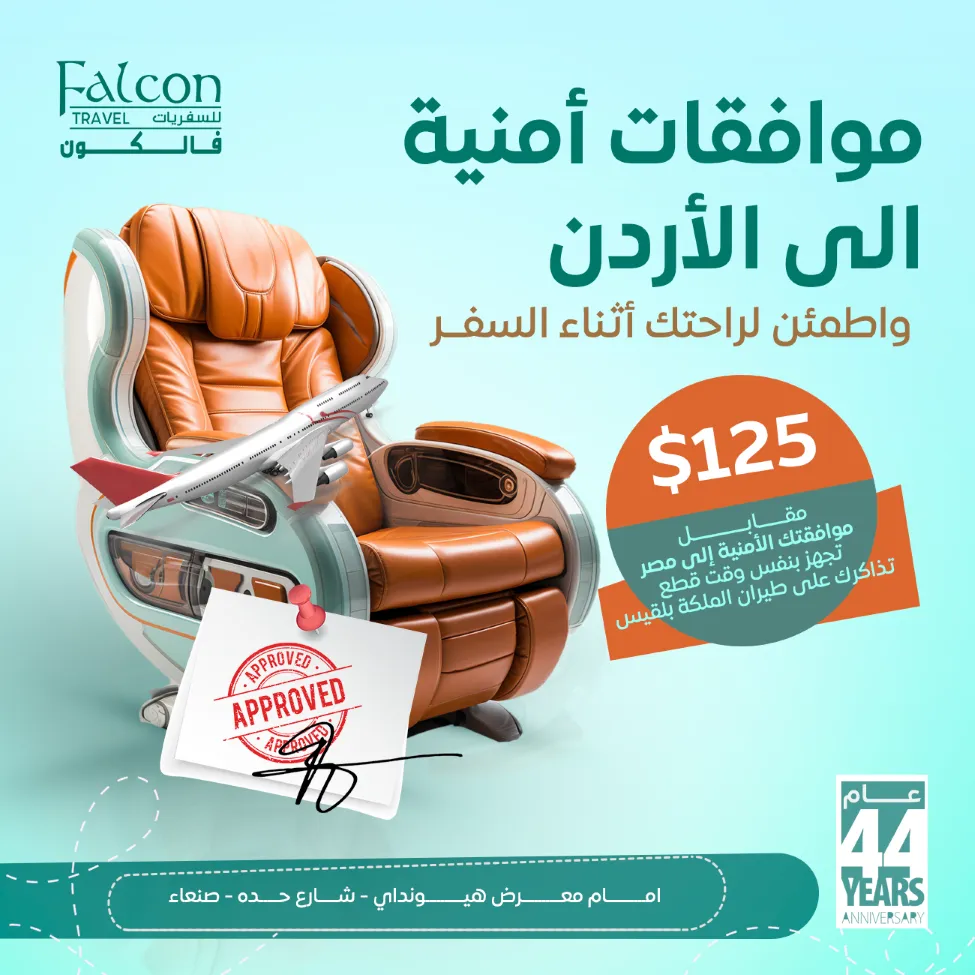 Falcon
TRAVEL للسفريات
فالكون
موافقات أمنية
الى الأردن
واطمئن لراحتك أثناء السفر
$125
مقابل
موافقتك الأمنية إلى مصر
تجهز بنفس وقت قطع
تذاكرك على طيران الملكة بلقيس
APPROVED
APPROVED
APPROVED
عام
44
YEARS
ANNIVERSARY
امام معرض هيونداي - شارع حده - صنعاء